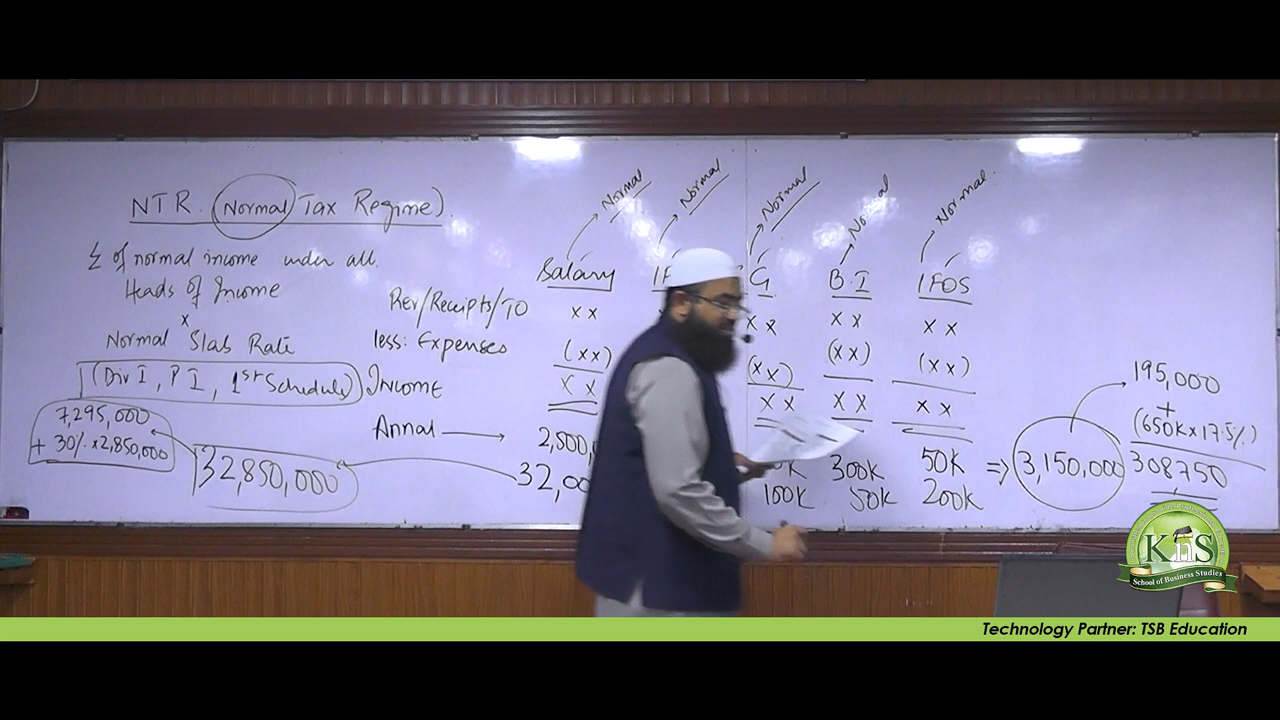 NTR (Normal Tax Regime).
Σ of normal income under all
Heads of Income
x
Normal Slab Rate
(Div I, P I, 1st Schedule)
7,295,000
+ 30% x 2,850,000
32,850,000
Rev/Receipts/TO
less: Expenses
Income
Annal →
Normal Normal Normal Normal Normal
Salary G B.I IFOS
xx xx xx xx
(xx) (xx) (xx) (xx)
xx xx xx xx
2,500, 300K 50K ⇒ 3,150,000
32,00 100K 50K 200K
195,000
+
(650K x 17.5%)
308750
KnS
School of Business Studies
Technology Partner: TSB Education